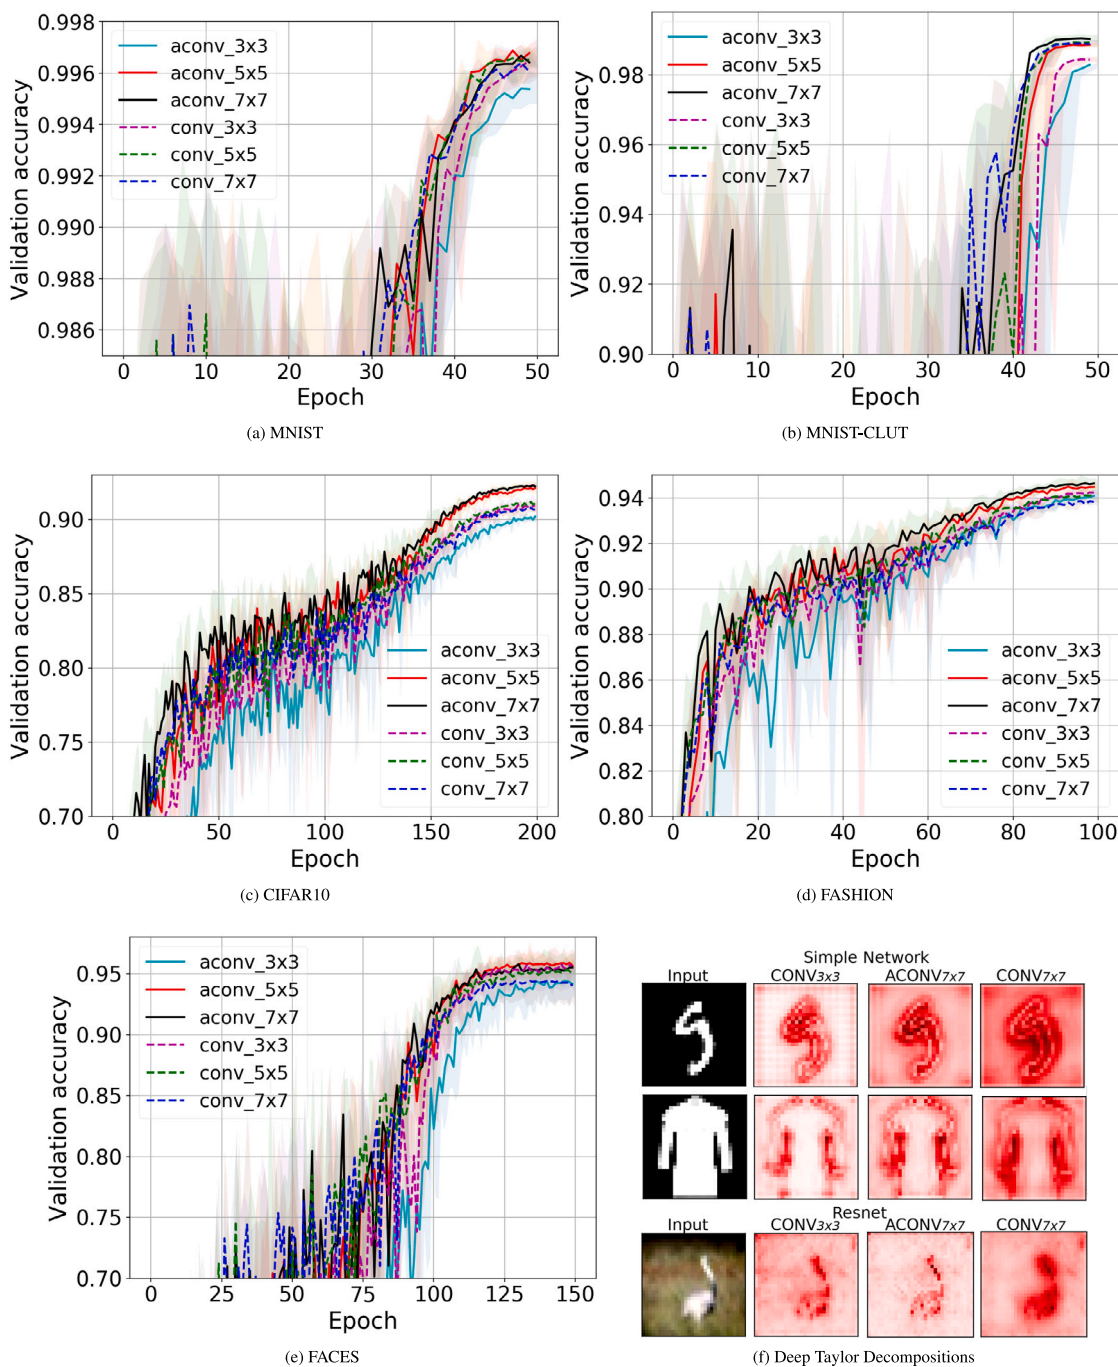 0.998
0.996
0.994
0.992
0.990
0.988
0.986
Validation accuracy
aconv_3x3
aconv_5x5
aconv_7x7
conv_3x3
conv_5x5
conv_7x7
0 10 20 30 40 50
Epoch
(a) MNIST
0.98
0.96
0.94
0.92
0.90
Validation accuracy
aconv_3x3
aconv_5x5
aconv_7x7
conv_3x3
conv_5x5
conv_7x7
0 10 20 30 40 50
Epoch
(b) MNIST-CLUT
0.90
0.85
0.80
0.75
0.70
Validation accuracy
aconv_3x3
aconv_5x5
aconv_7x7
conv_3x3
conv_5x5
conv_7x7
0 50 100 150 200
Epoch
(c) CIFAR10
0.94
0.92
0.90
0.88
0.86
0.84
0.82
0.80
Validation accuracy
aconv_3x3
aconv_5x5
aconv_7x7
conv_3x3
conv_5x5
conv_7x7
0 20 40 60 80 100
Epoch
(d) FASHION
0.95
0.90
0.85
0.80
0.75
0.70
Validation accuracy
aconv_3x3
aconv_5x5
aconv_7x7
conv_3x3
conv_5x5
conv_7x7
0 25 50 75 100 125 150
Epoch
(e) FACES
Simple Network
Input CONV3x3 ACONV7x7 CONV7x7
Resnet
Input CONV3x3 ACONV7x7 CONV7x7
(f) Deep Taylor Decompositions